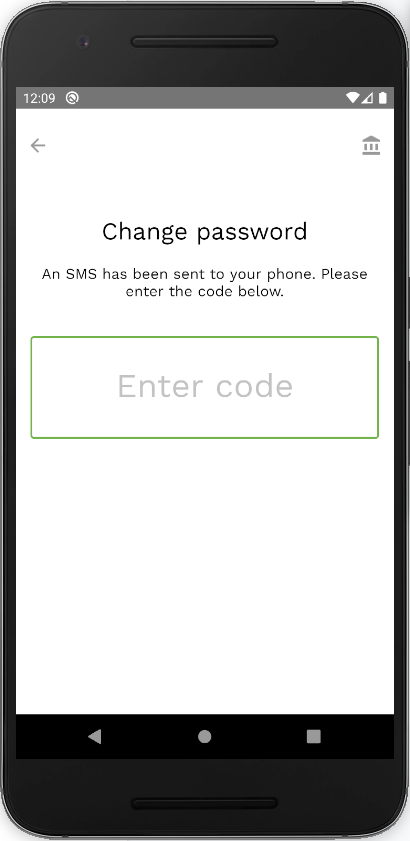 12:09
Change password
An SMS has been sent to your phone. Please
enter the code below.
Enter code